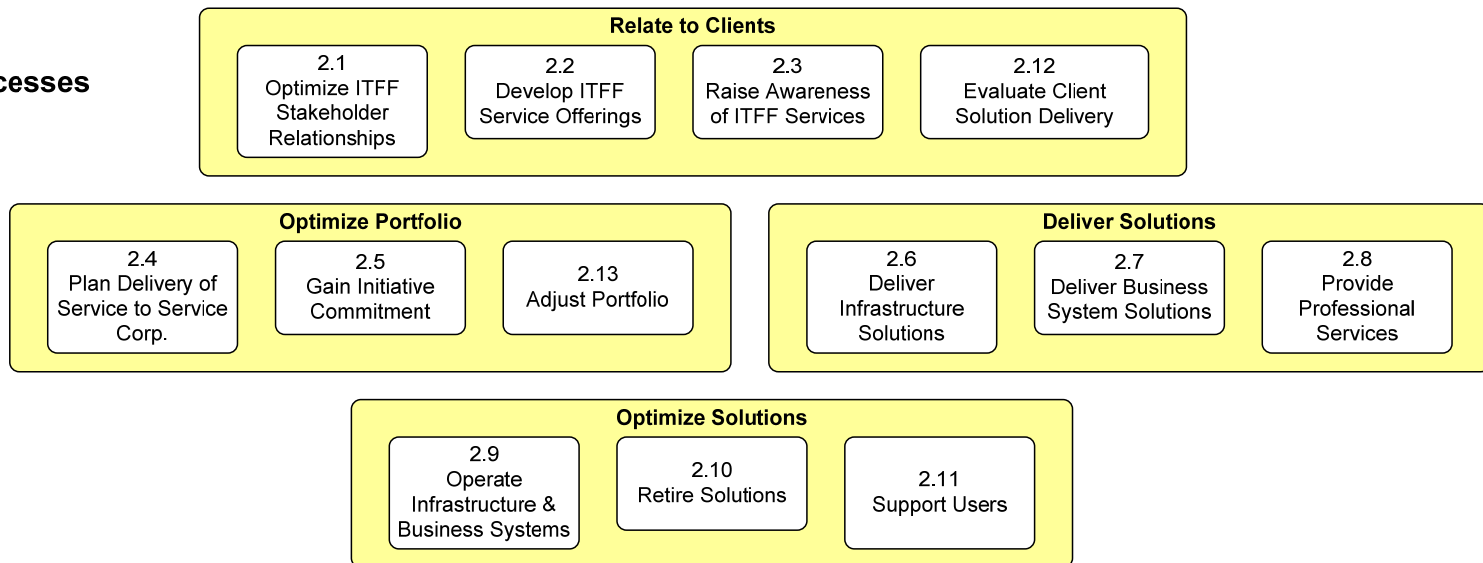 cesses
Relate to Clients
2.1
Optimize ITFF
Stakeholder
Relationships
2.2
Develop ITFF
Service Offerings
2.3
Raise Awareness
of ITFF Services
2.12
Evaluate Client
Solution Delivery
Optimize Portfolio
2.4
Plan Delivery of
Service to Service
Corp.
2.5
Gain Initiative
Commitment
2.13
Adjust Portfolio
Deliver Solutions
2.6
Deliver
Infrastructure
Solutions
2.7
Deliver Business
System Solutions
2.8
Provide
Professional
Services
Optimize Solutions
2.9
Operate
Infrastructure &
Business Systems
2.10
Retire Solutions
2.11
Support Users